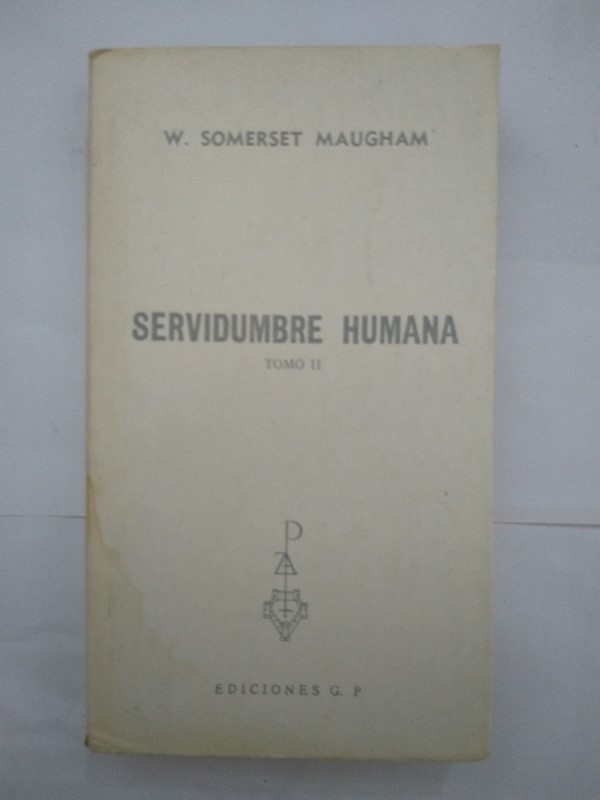 W. SOMERSET MAUGHAM
SERVIDUMBRE HUMANA
TOMO II
P
EDICIONES G. P